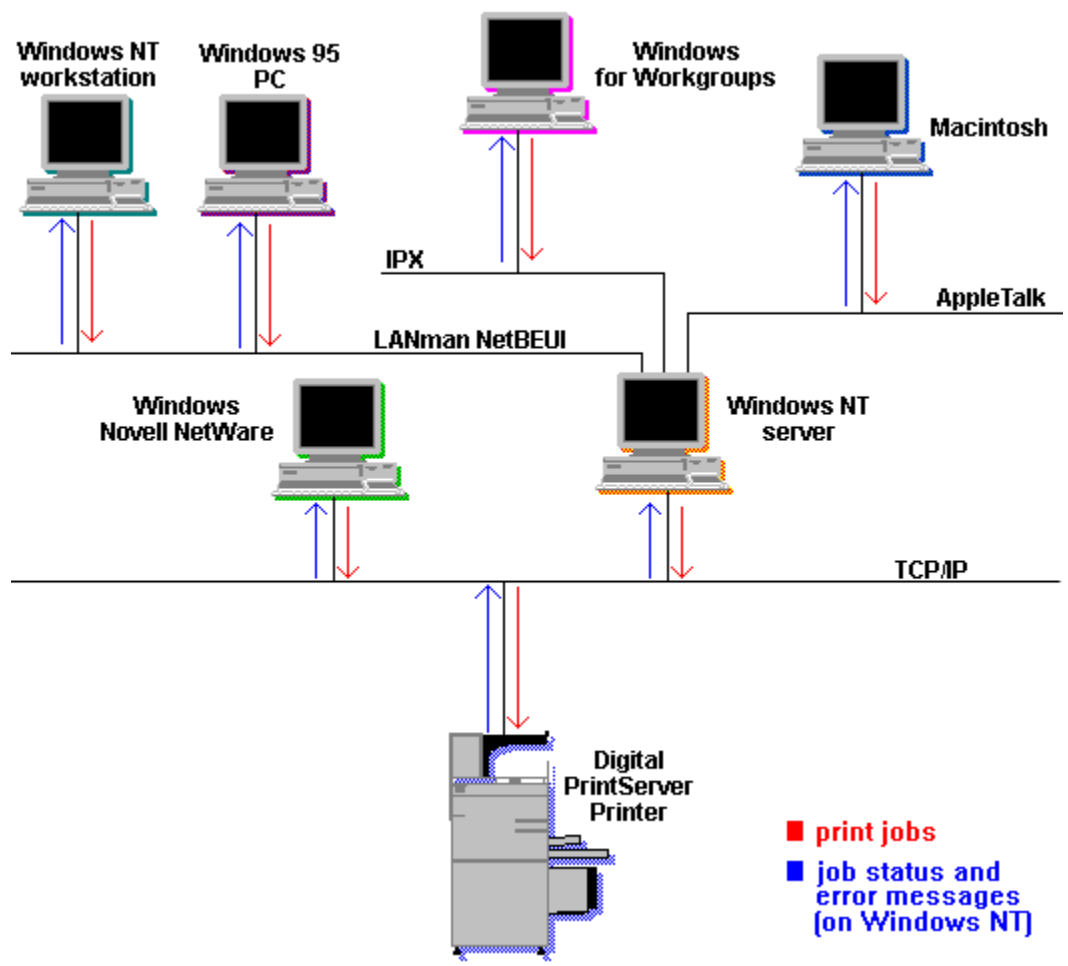 Windows NT
workstation
Windows 95
PC
Windows
for Workgroups
Macintosh
IPX
AppleTalk
LANman NetBEUI
Windows
Novell NetWare
Windows NT
server
TCP/IP
Digital
PrintServer
Printer
print jobs
job status and
error messages
(on Windows NT)